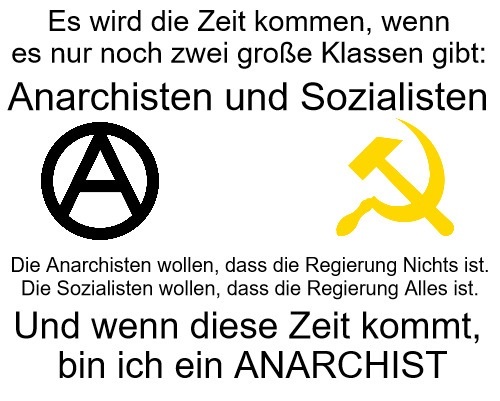 Es wird die Zeit kommen, wenn
es nur noch zwei große Klassen gibt:
Anarchisten und Sozialisten
Die Anarchisten wollen, dass die Regierung Nichts ist.
Die Sozialisten wollen, dass die Regierung Alles ist.
Und wenn diese Zeit kommt,
bin ich ein ANARCHIST